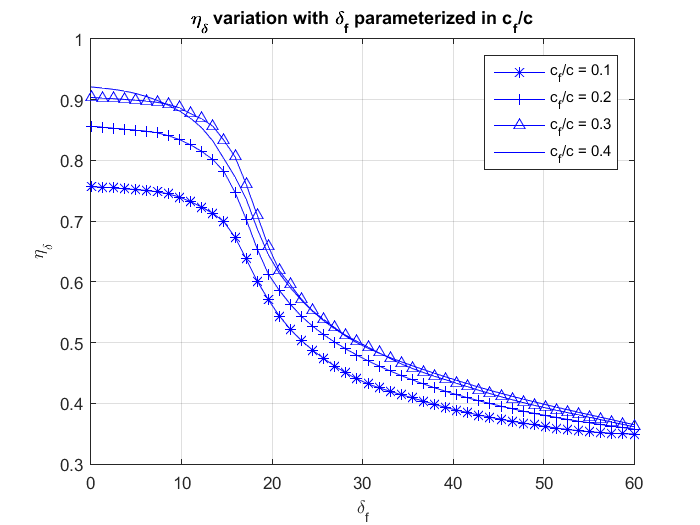 η_δ variation with δ_f parameterized in c_f/c
1
0.9
0.8
0.7
0.6
0.5
0.4
0.3
η_δ
c_f/c = 0.1
c_f/c = 0.2
c_f/c = 0.3
c_f/c = 0.4
0 10 20 30 40 50 60
δ_f